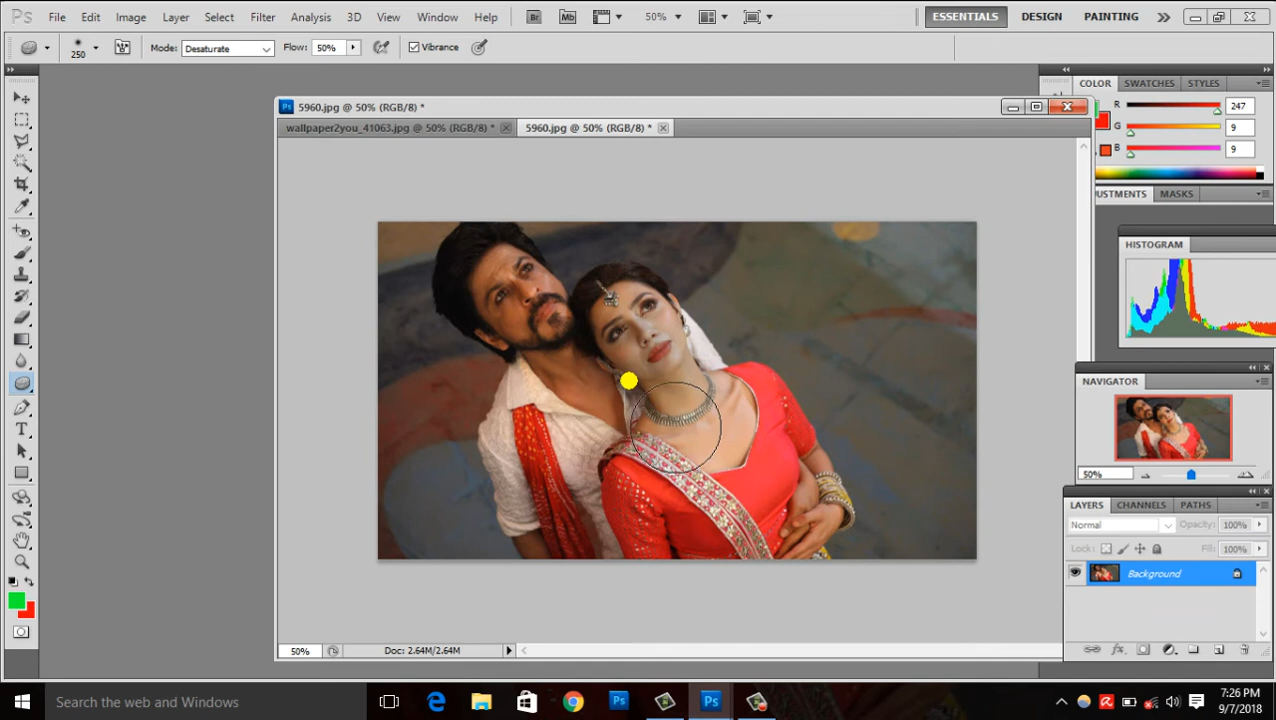 Ps File Edit Image Layer Select Filter Analysis 3D View Window Help Br Mb 50% ESSENTIALS DESIGN PAINTING
250 Mode: Desaturate Flow: 50% Vibrance
5960.jpg @ 50% (RGB/8) *
wallpaper2you_41063.jpg @ 50% (RGB/8) * 5960.jpg @ 50% (RGB/8) *
COLOR SWATCHES STYLES
R 247
G 9
B 9
USTMENTS MASKS
HISTOGRAM
NAVIGATOR
50%
LAYERS CHANNELS PATHS
Normal Opacity: 100%
Lock: Fill: 100%
Background
50% Doc: 2.64M/2.64M
Search the web and Windows
7:26 PM
9/7/2018